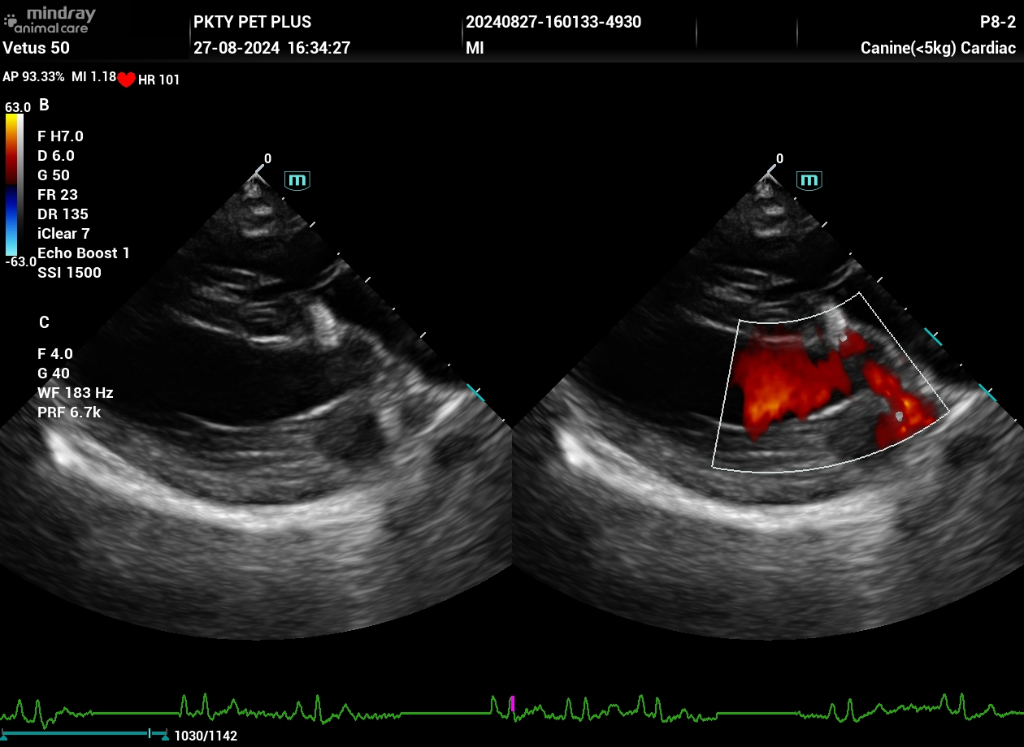 mindray
animal care
Vetus 50
PKTY PET PLUS
27-08-2024 16:34:27
20240827-160133-4930
MI
P8-2
Canine(<5kg) Cardiac
AP 93.33% MI 1.18 HR 101
63.0
B
F H7.0
D 6.0
G 50
FR 23
DR 135
iClear 7
Echo Boost 1
-63.0
SSI 1500
C
F 4.0
G 40
WF 183 Hz
PRF 6.7k
0
m
0
m
1030/1142